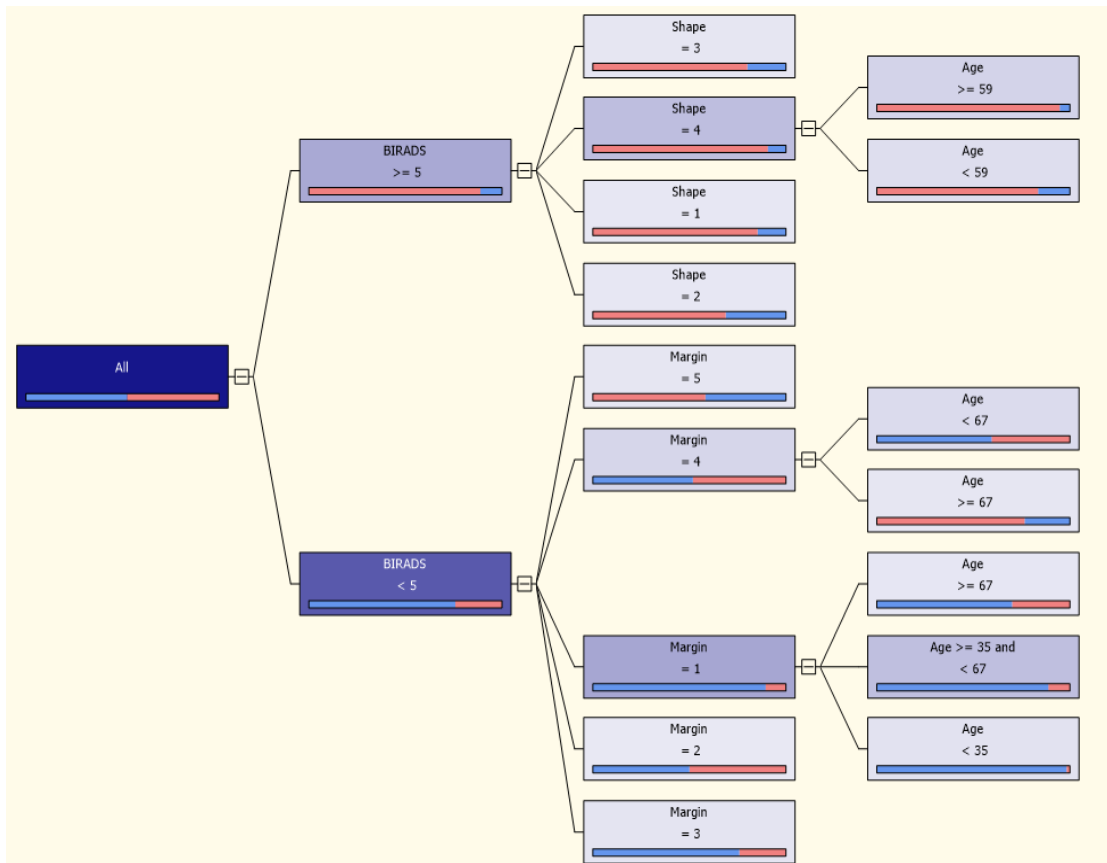 All
BIRADS
>= 5
Shape
= 3
Shape
= 4
Age
>= 59
Age
< 59
Shape
= 1
Shape
= 2
BIRADS
< 5
Margin
= 5
Margin
= 4
Age
< 67
Age
>= 67
Margin
= 1
Age
>= 67
Age >= 35 and
< 67
Age
< 35
Margin
= 2
Margin
= 3